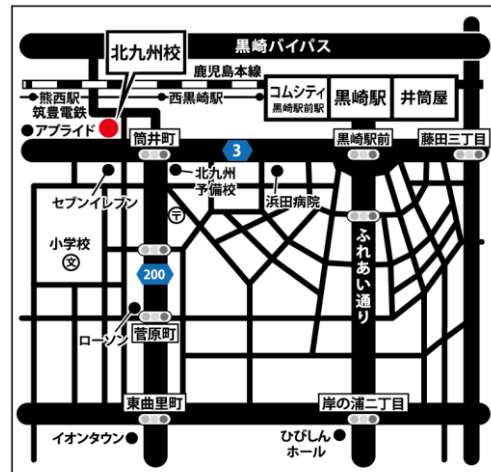 黒崎バイパス
北九州校
鹿児島本線
熊西駅
西黒崎駅
コムシティ
黒崎駅前駅
黒崎駅
井筒屋
筑豊電鉄
アプライド
筒井町
3
黒崎駅前
藤田三丁目
セブンイレブン
北九州
予備校
浜田病院
小学校
文
〒
200
ふれあい通り
ローソン
菅原町
東曲里町
岸の浦二丁目
イオンタウン
ひびしん
ホール